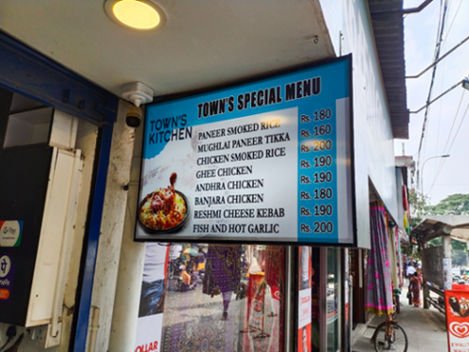 TOWN'S SPECIAL MENU
TOWN'S
KITCHEN
PANEER SMOKED RICE Rs. 180
MUGHLAI PANEER TIKKA Rs. 160
CHICKEN SMOKED RICE Rs. 200
GHEE CHICKEN Rs. 190
ANDHRA CHICKEN Rs. 190
BANJARA CHICKEN Rs. 180
RESHMI CHEESE KEBAB Rs. 190
FISH AND HOT GARLIC Rs. 200
G Pay
OLLAR